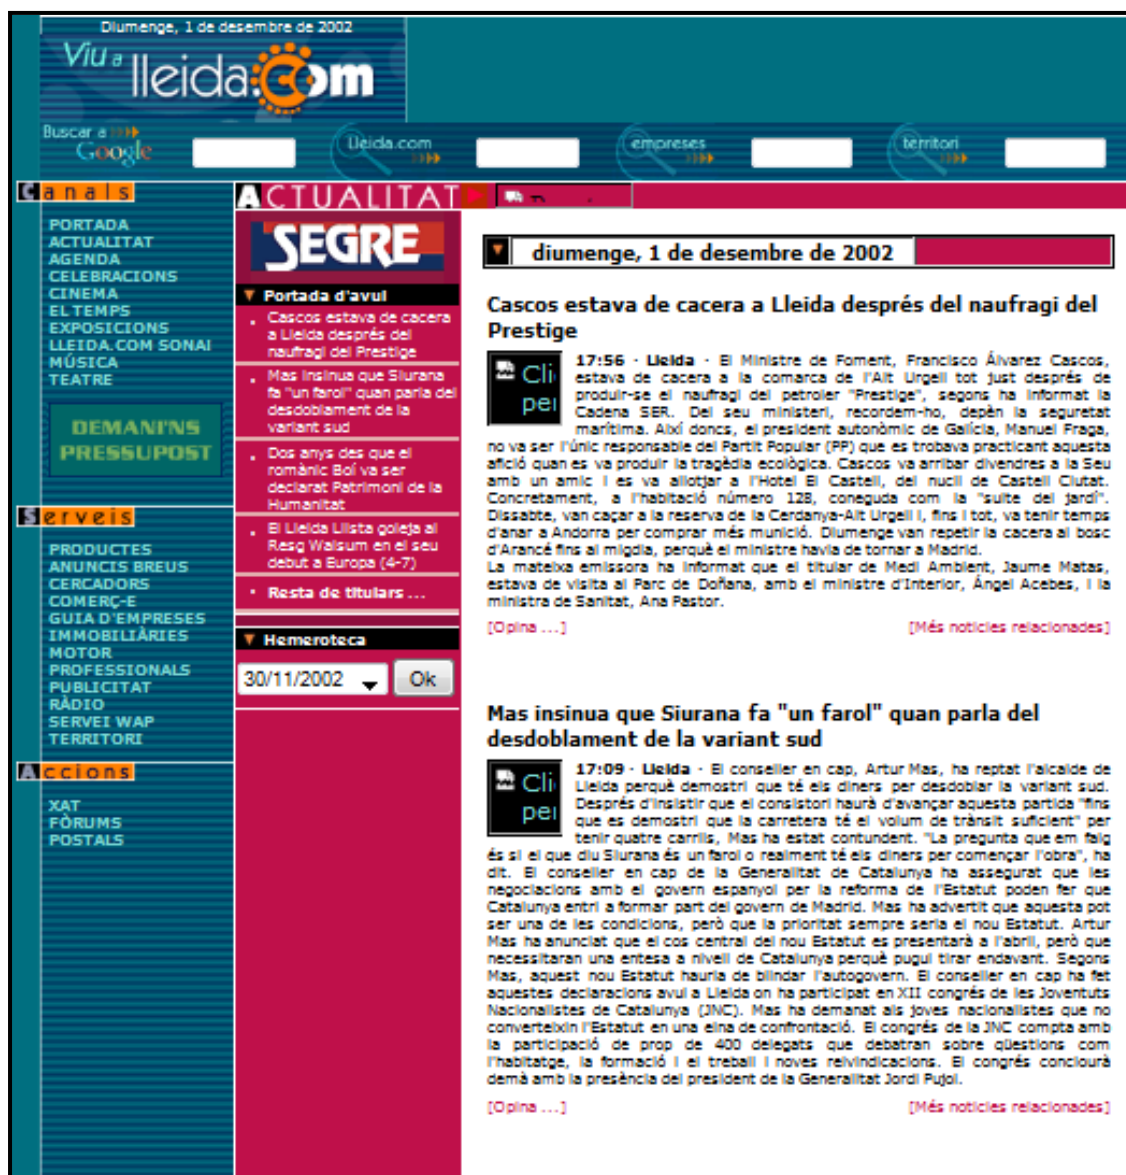 Diumenge, 1 de desembre de 2002
Viu a
lleida.com
Buscar a
Google
lleida.com
empreses
territori
Canals
PORTADA
ACTUALITAT
AGENDA
CELEBRACIONS
CINEMA
EL TEMPS
EXPOSICIONS
LLEIDA.COM SONAI
MÚSICA
TEATRE
DEMANI'NS
PRESSUPOST
Serveis
PRODUCTES
ANUNCIS BREUS
CERCADORS
COMERÇ-E
GUIA D'EMPRESES
IMMOBILIÀRIES
MOTOR
PROFESSIONALS
PUBLICITAT
RÀDIO
SERVEI WAP
TERRITORI
Accions
XAT
FÒRUMS
POSTALS
ACTUALITAT
SEGRE
Portada d'avui
Cascos estava de cacera
a Lleida després del
naufragi del Prestige
Mas insinua que Siurana
fa "un farol" quan parla del
desdoblament de la
variant sud
Dos anys des que el
romànic Boí va ser
declarat Patrimoni de la
Humanitat
El Lleida Llista goleja al
Resg Walsum en el seu
debut a Europa (4-7)
Resta de titulars ...
Hemeroteca
30/11/2002 Ok
diumenge, 1 de desembre de 2002
Cascos estava de cacera a Lleida després del naufragi del
Prestige
Cli
per
17:56 · Lleida · El Ministre de Foment, Francisco Álvarez Cascos,
estava de cacera a la comarca de l'Alt Urgell tot just després de
produir-se el naufragi del petroler "Prestige", segons ha informat la
Cadena SER. Del seu ministeri, recordem-ho, depèn la seguretat
marítima. Així doncs, el president autonòmic de Galícia, Manuel Fraga,
no va ser l'únic responsable del Partit Popular (PP) que es trobava practicant aquesta
afició quan es va produir la tragèdia ecològica. Cascos va arribar divendres a la Seu
amb un amic i es va allotjar a l'Hotel El Castell, del nucli de Castell Ciutat.
Concretament, a l'habitació número 128, coneguda com la "suite del jardí".
Dissabte, van caçar a la reserva de la Cerdanya-Alt Urgell i, fins i tot, va tenir temps
d'anar a Andorra per comprar més munició. Diumenge van repetir la cacera al bosc
d'Arancé fins al migdia, perquè el ministre havia de tornar a Madrid.
La mateixa emissora ha informat que el titular de Medi Ambient, Jaume Matas,
estava de visita al Parc de Doñana, amb el ministre d'Interior, Ángel Acebes, i la
ministra de Sanitat, Ana Pastor.
[Opina ...] [Més notícies relacionades]
Mas insinua que Siurana fa "un farol" quan parla del
desdoblament de la variant sud
Cli
per
17:09 · Lleida · El conseller en cap, Artur Mas, ha reptat l'alcalde de
Lleida perquè demostri que té els diners per desdoblar la variant sud.
Després d'insistir que el consistori haurà d'avançar aquesta partida "fins
que es demostri que la carretera té el volum de trànsit suficient" per
tenir quatre carrils, Mas ha estat contundent. "La pregunta que em faig
és si el que diu Siurana és un farol o realment té els diners per començar l'obra", ha
dit. El conseller en cap de la Generalitat de Catalunya ha assegurat que les
negociacions amb el govern espanyol per la reforma de l'Estatut poden fer que
Catalunya entri a formar part del govern de Madrid. Mas ha advertit que aquesta pot
ser una de les condicions, però que la prioritat sempre seria el nou Estatut. Artur
Mas ha anunciat que el cos central del nou Estatut es presentarà a l'abril, però que
necessitaran una entesa a nivell de Catalunya perquè pugui tirar endavant. Segons
Mas, aquest nou Estatut hauria de blindar l'autogovern. El conseller en cap ha fet
aquestes declaracions avui a Lleida on ha participat en XII congrés de les Joventuts
Nacionalistes de Catalunya (JNC). Mas ha demanat als joves nacionalistes que no
converteixin l'Estatut en una eina de confrontació. El congrés de la JNC compta amb
la participació de prop de 400 delegats que debatran sobre qüestions com
l'habitatge, la formació i el treball i noves reivindicacions. El congrés conclourà
demà amb la presència del president de la Generalitat Jordi Pujol.
[Opina ...] [Més notícies relacionades]